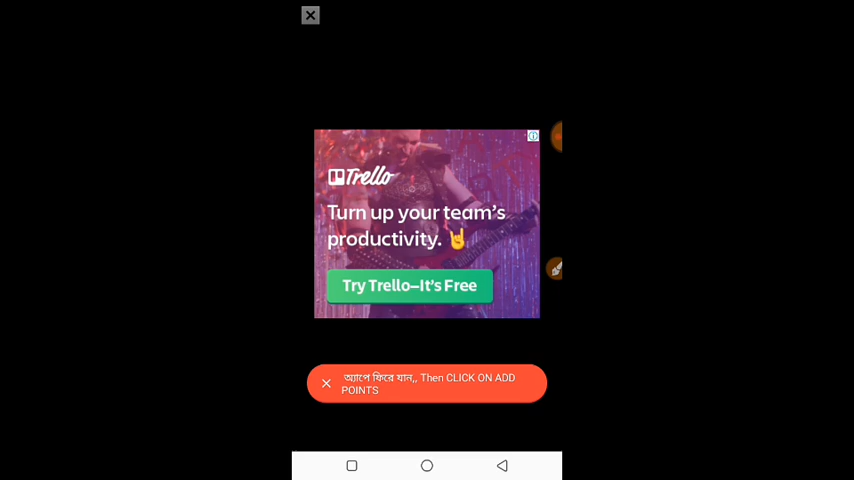 Trello
Turn up your team's
productivity. 🤘
Try Trello–It's Free
অ্যাপে ফিরে যান,, Then CLICK ON ADD
POINTS